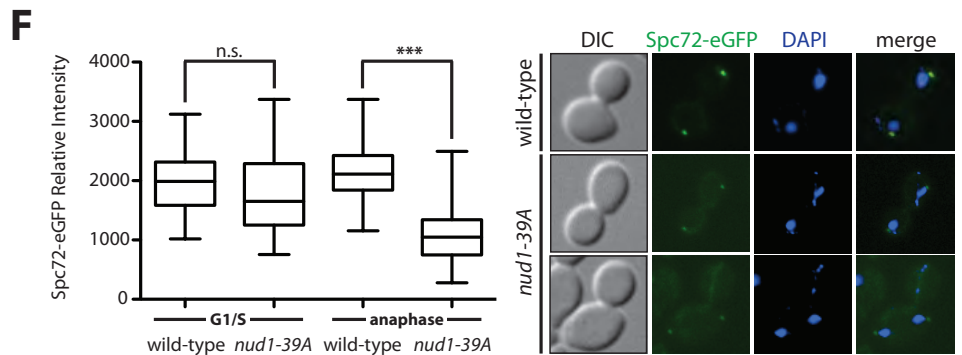 F
Spc72-eGFP Relative Intensity
4000
3000
2000
1000
0
n.s.
***
G1/S
anaphase
wild-type nud1-39A wild-type nud1-39A
DIC Spc72-eGFP DAPI merge
wild-type
nud1-39A